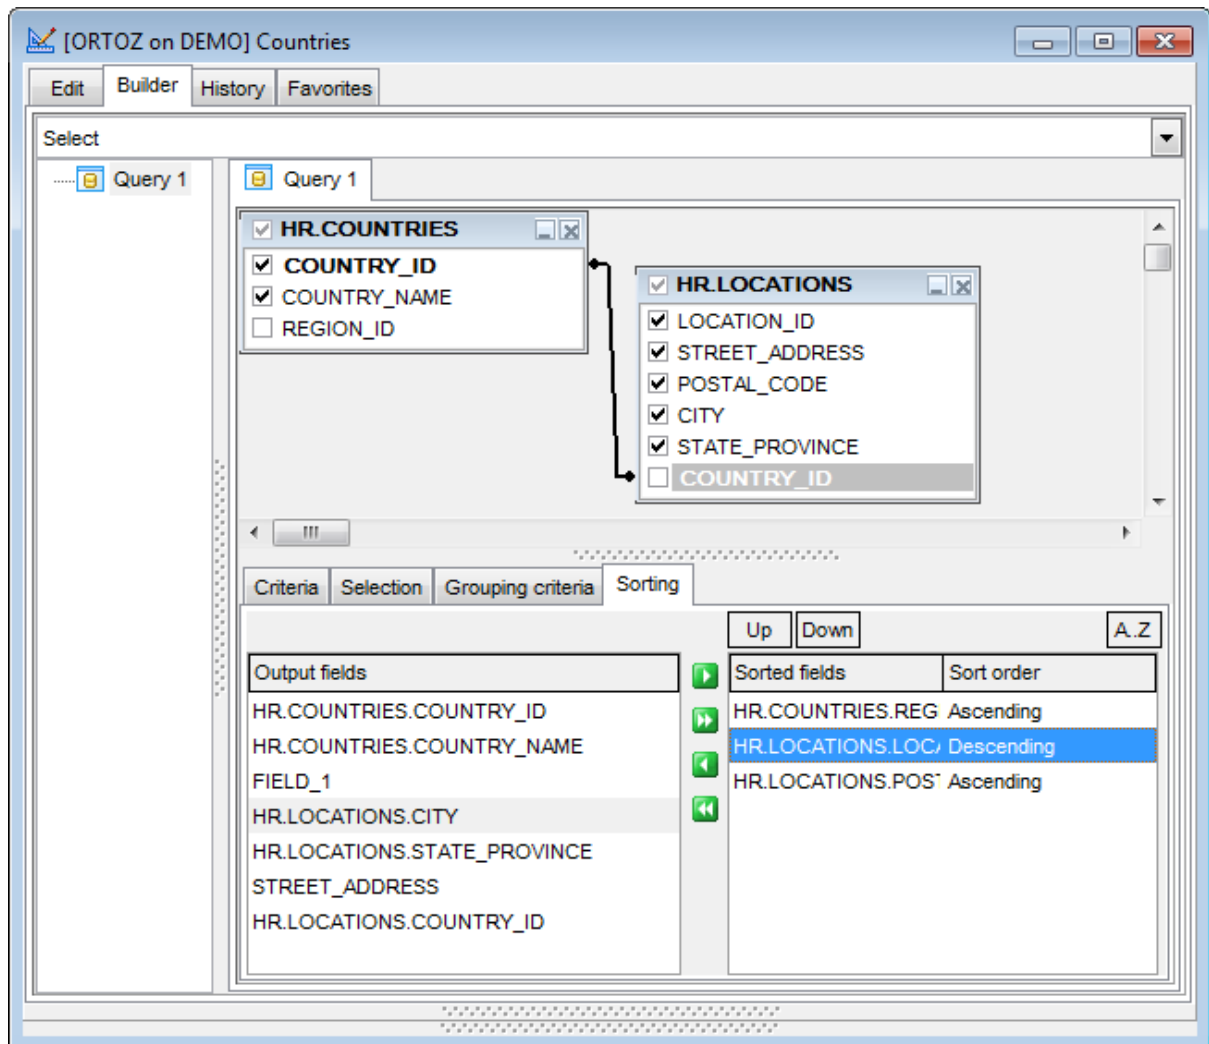 [ORTOZ on DEMO] Countries
Edit Builder History Favorites
Select
Query 1
Query 1
HR.COUNTRIES
COUNTRY_ID
COUNTRY_NAME
REGION_ID
HR.LOCATIONS
LOCATION_ID
STREET_ADDRESS
POSTAL_CODE
CITY
STATE_PROVINCE
COUNTRY_ID
Criteria Selection Grouping criteria Sorting
Up Down A..Z
Output fields
HR.COUNTRIES.COUNTRY_ID
HR.COUNTRIES.COUNTRY_NAME
FIELD_1
HR.LOCATIONS.CITY
HR.LOCATIONS.STATE_PROVINCE
STREET_ADDRESS
HR.LOCATIONS.COUNTRY_ID
Sorted fields Sort order
HR.COUNTRIES.REG Ascending
HR.LOCATIONS.LOCA Descending
HR.LOCATIONS.POST Ascending